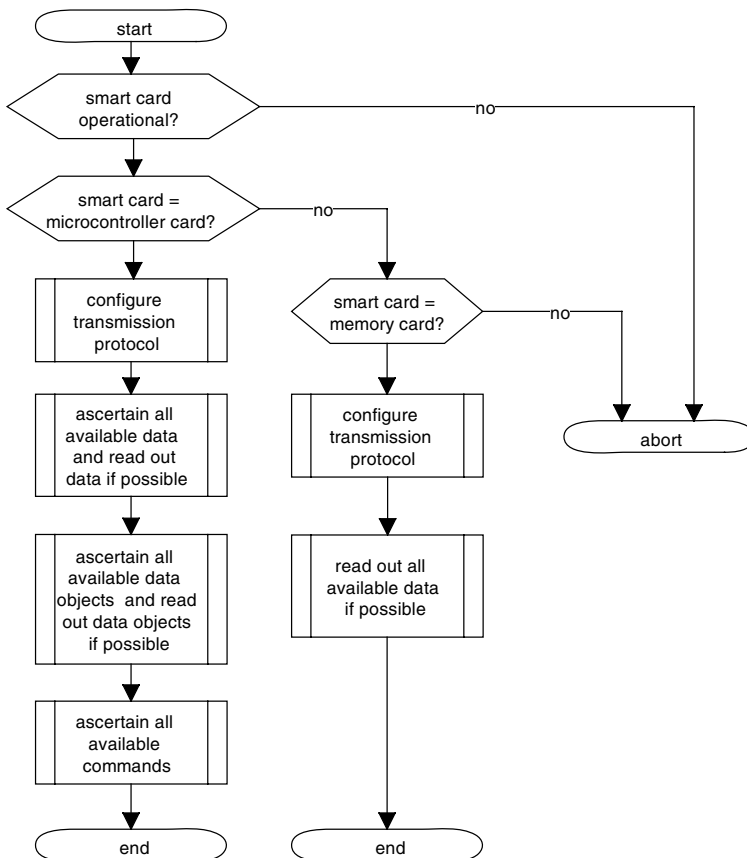 start
smart card
operational?
no
smart card =
microcontroller card?
no
configure
transmission
protocol
smart card =
memory card?
no
ascertain all
available data
and read out
data if possible
configure
transmission
protocol
abort
ascertain all
available data
objects and read
out data objects
if possible
read out all
available data
if possible
ascertain all
available
commands
end
end